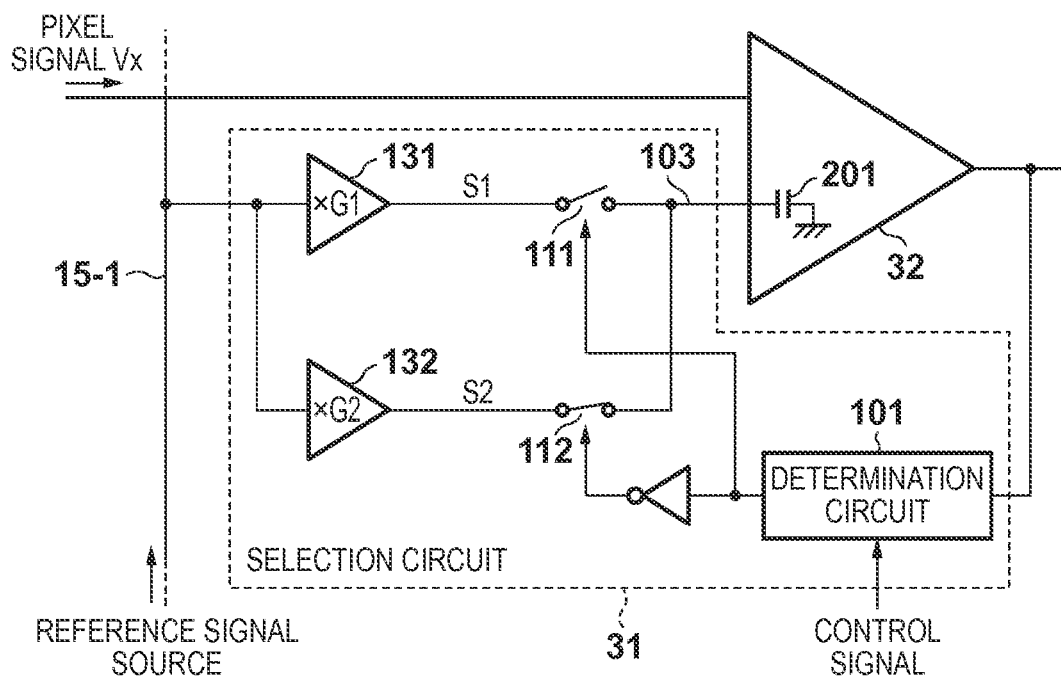 PIXEL
SIGNAL Vx
131
×G1
S1
103
201
111
32
15-1
132
×G2
S2
112
101
DETERMINATION
CIRCUIT
SELECTION CIRCUIT
REFERENCE SIGNAL
SOURCE
31
CONTROL
SIGNAL